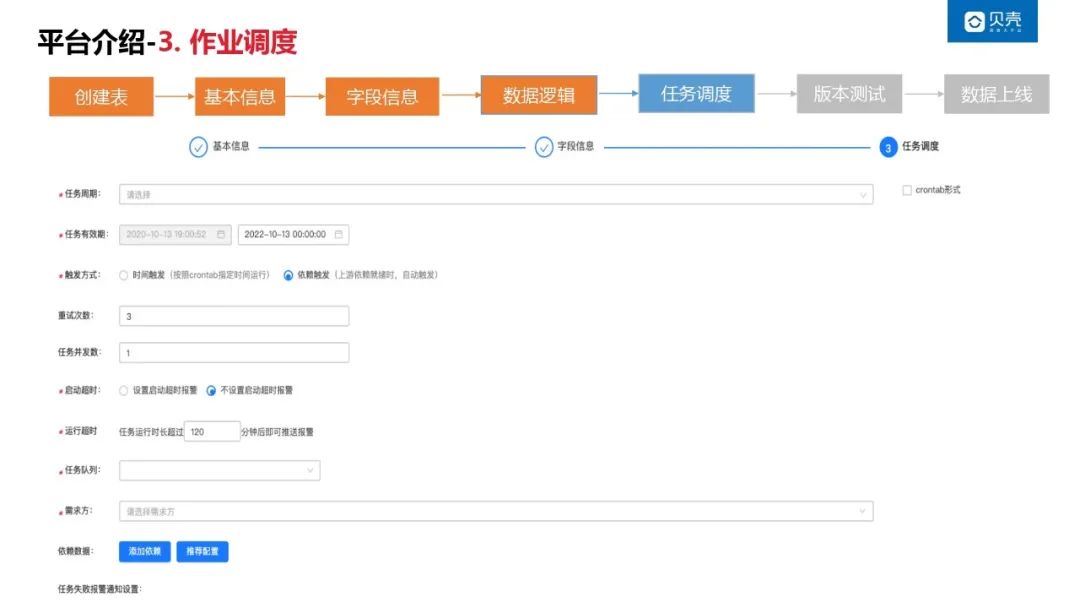 贝壳
平台介绍-3. 作业调度
创建表 基本信息 字段信息 数据逻辑 任务调度 版本测试 数据上线
基本信息 字段信息 3 任务调度
*任务周期: 请选择 crontab形式
*任务有效期: 2020-10-13 19:00:52 2022-10-13 00:00:00
*触发方式: 时间触发（按照crontab指定时间运行） 依赖触发（上游依赖就绪时，自动触发）
重试次数: 3
任务并发数: 1
*启动超时: 设置启动超时报警 不设置启动超时报警
*运行超时 任务运行时长超过 120 分钟后即可推送报警
*任务队列:
*需求方: 请选择需求方
依赖数据: 添加依赖 推荐配置
任务失败报警通知设置: